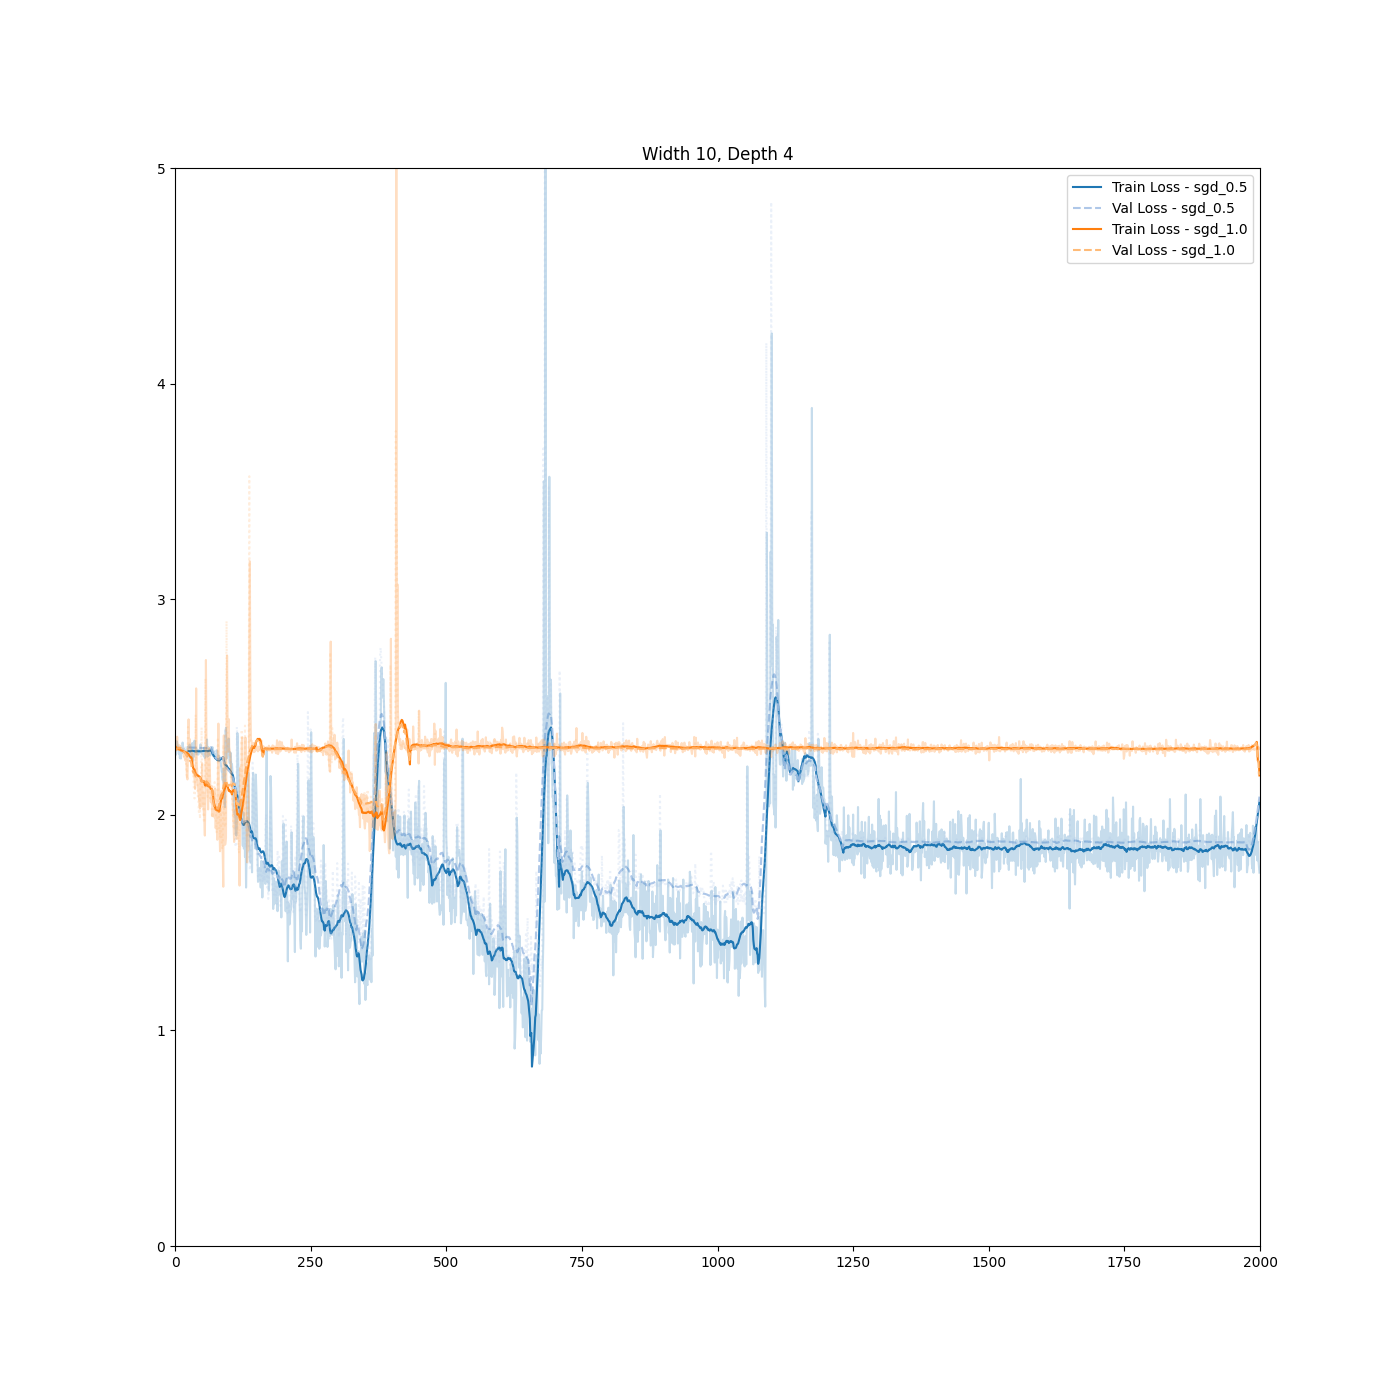 Width 10, Depth 4
5
4
3
2
1
0
Train Loss - sgd_0.5
Val Loss - sgd_0.5
Train Loss - sgd_1.0
Val Loss - sgd_1.0
0 250 500 750 1000 1250 1500 1750 2000